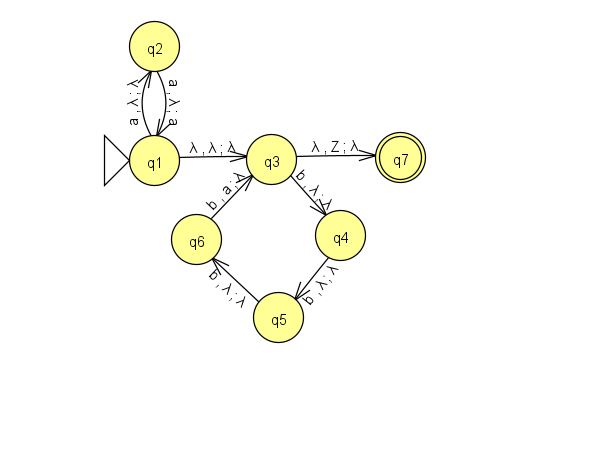 q2
a , λ ; λ
a , λ ; a
q1
λ , λ ; λ
q3
λ , Z ; λ
q7
b , a ; λ
b , λ ; λ
q6
q4
b , λ ; λ
b , λ ; λ
q5